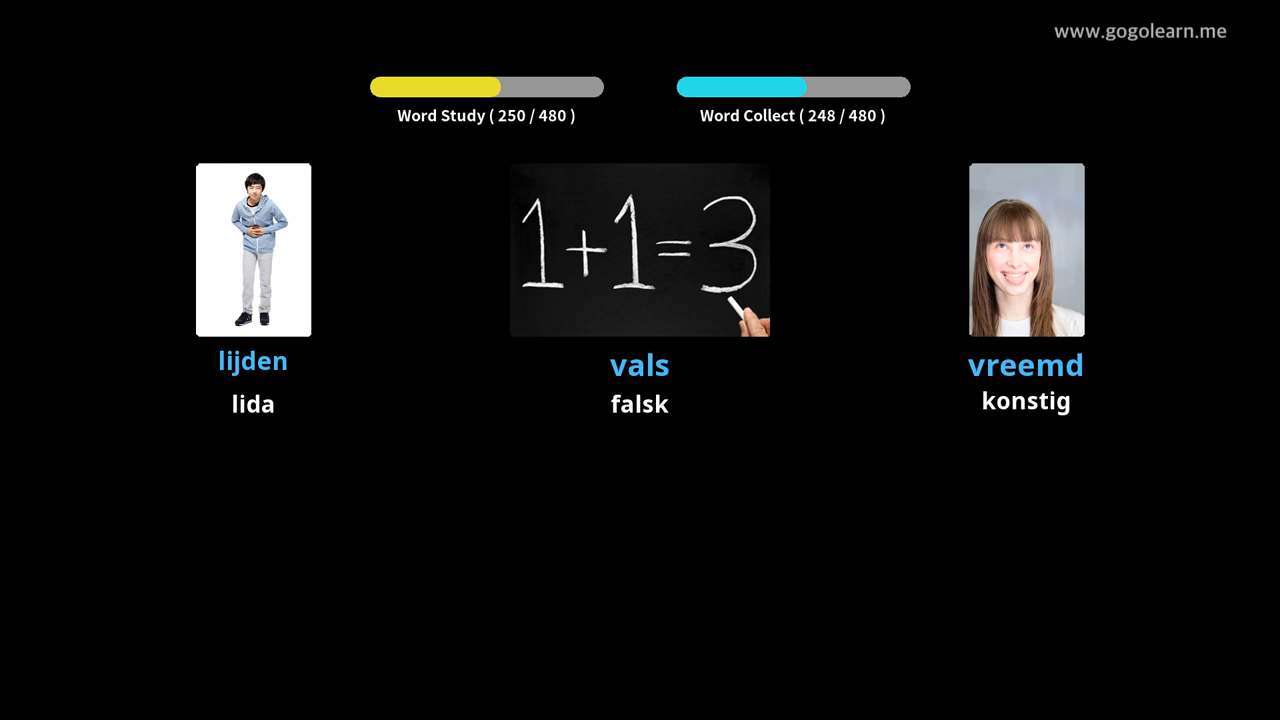 www.gogolearn.me
Word Study ( 250 / 480 )
Word Collect ( 248 / 480 )
1+1=3
lijden
vals
vreemd
lida
falsk
konstig